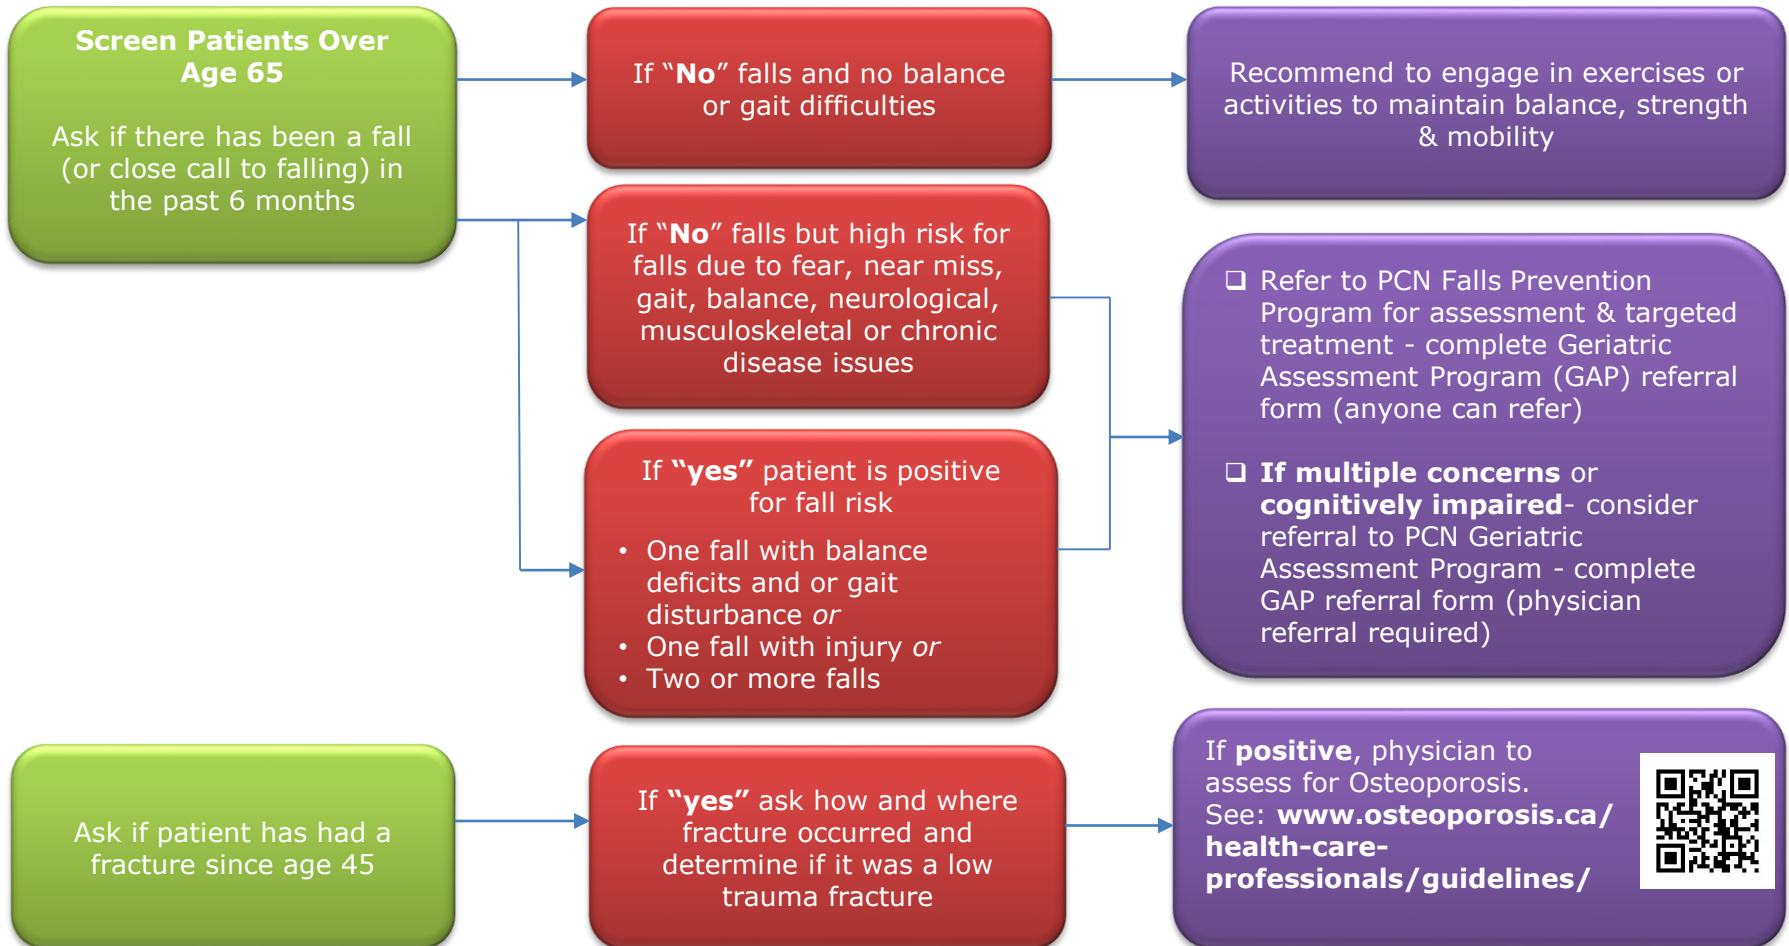 Screen Patients Over
Age 65
Ask if there has been a fall
(or close call to falling) in
the past 6 months
If “No” falls and no balance
or gait difficulties
Recommend to engage in exercises or
activities to maintain balance, strength
& mobility
If “No” falls but high risk for
falls due to fear, near miss,
gait, balance, neurological,
musculoskeletal or chronic
disease issues
If “yes” patient is positive
for fall risk
• One fall with balance
deficits and or gait
disturbance or
• One fall with injury or
• Two or more falls
❑ Refer to PCN Falls Prevention
Program for assessment & targeted
treatment - complete Geriatric
Assessment Program (GAP) referral
form (anyone can refer)
❑ If multiple concerns or
cognitively impaired- consider
referral to PCN Geriatric
Assessment Program - complete
GAP referral form (physician
referral required)
Ask if patient has had a
fracture since age 45
If “yes” ask how and where
fracture occurred and
determine if it was a low
trauma fracture
If positive, physician to
assess for Osteoporosis.
See: www.osteoporosis.ca/
health-care-
professionals/guidelines/